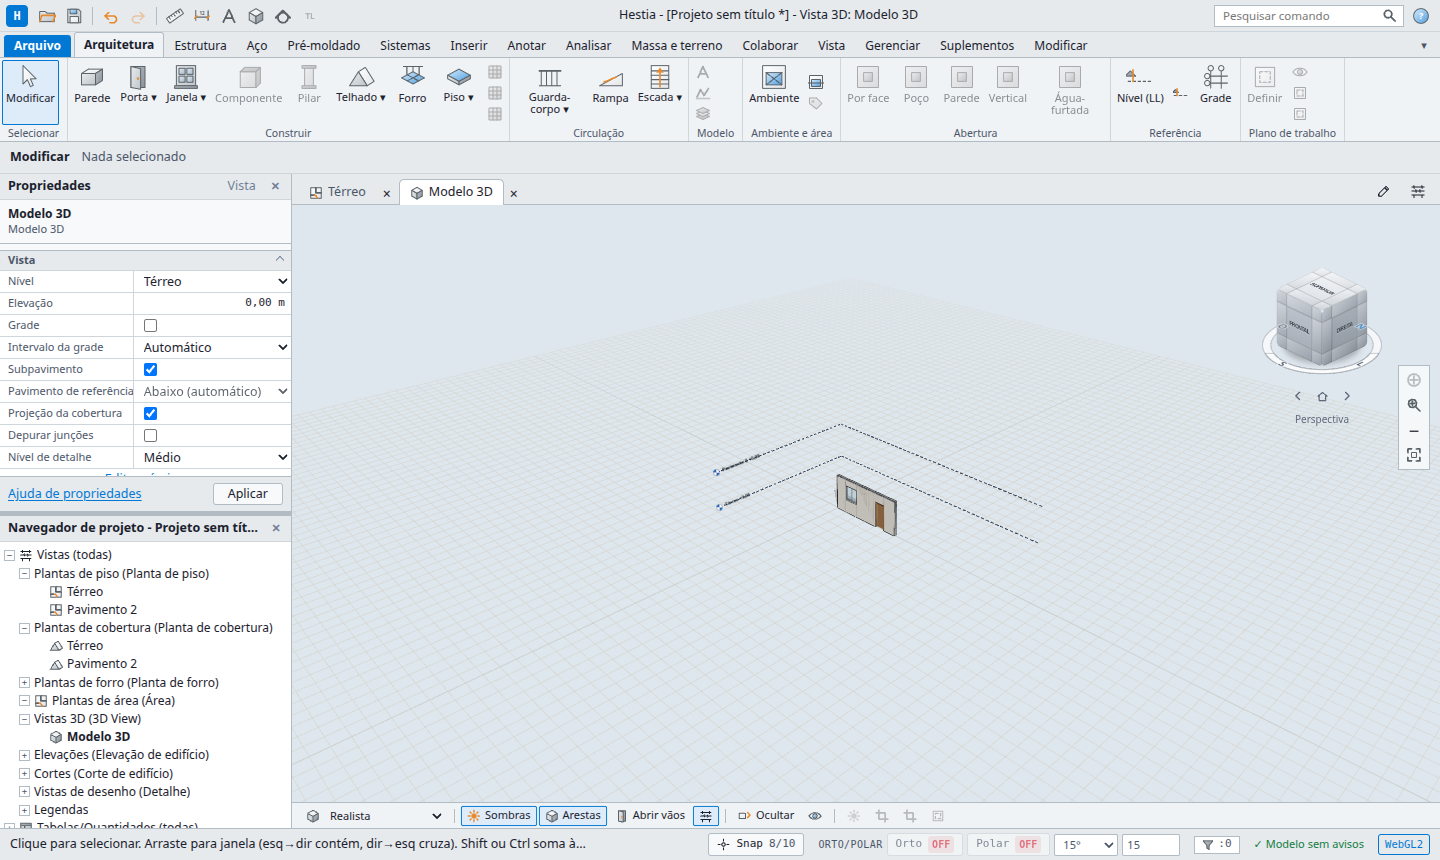 H
TL
Hestia - [Projeto sem título *] - Vista 3D: Modelo 3D
Pesquisar comando
?
Arquivo
Arquitetura
Estrutura
Aço
Pré-moldado
Sistemas
Inserir
Anotar
Analisar
Massa e terreno
Colaborar
Vista
Gerenciar
Suplementos
Modificar
Modificar
Parede
Porta ▾
Janela ▾
Componente
Pilar
Telhado ▾
Forro
Piso ▾
Guarda-
corpo ▾
Rampa
Escada ▾
Ambiente
Por face
Poço
Parede
Vertical
Água-
furtada
Nível (LL)
Grade
Definir
Selecionar
Construir
Circulação
Modelo
Ambiente e área
Abertura
Referência
Plano de trabalho
Modificar Nada selecionado
Propriedades
Vista ×
Modelo 3D
Modelo 3D
Vista
Nível Térreo
Elevação 0,00 m
Grade
Intervalo da grade Automático
Subpavimento
Pavimento de referência Abaixo (automático)
Projeção da cobertura
Depurar junções
Nível de detalhe Médio
Ajuda de propriedades
Aplicar
Navegador de projeto - Projeto sem tít... ×
Vistas (todas)
Plantas de piso (Planta de piso)
Térreo
Pavimento 2
Plantas de cobertura (Planta de cobertura)
Térreo
Pavimento 2
Plantas de forro (Planta de forro)
Plantas de área (Área)
Vistas 3D (3D View)
Modelo 3D
Elevações (Elevação de edifício)
Cortes (Corte de edifício)
Vistas de desenho (Detalhe)
Legendas
Tabelas/Quantidades (todas)
Térreo ×
Modelo 3D ×
SUPERIOR
FRONTAL
DIREITA
Perspectiva
Realista
Sombras
Arestas
Abrir vãos
Ocultar
Clique para selecionar. Arraste para janela (esq→dir contém, dir→esq cruza). Shift ou Ctrl soma à...
Snap 8/10
ORTO/POLAR
Orto OFF
Polar OFF
15°
15
:0
✓ Modelo sem avisos
WebGL2